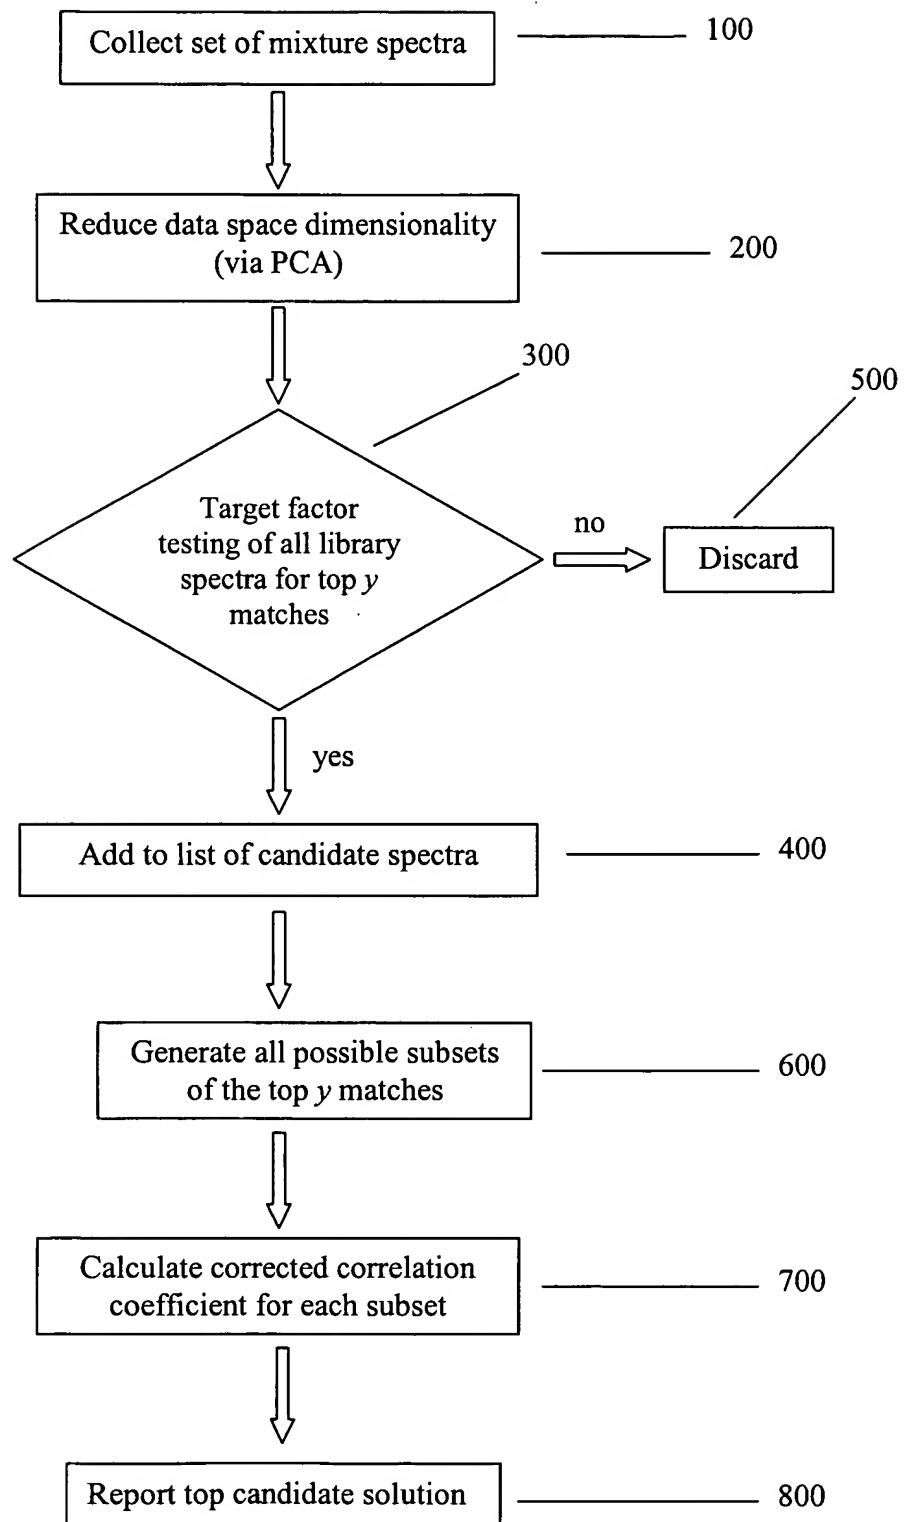 Collect set of mixture spectra
100
Reduce data space dimensionality
(via PCA)
200
300
500
Target factor
testing of all library
spectra for top y
matches
no
Discard
yes
Add to list of candidate spectra
400
Generate all possible subsets
of the top y matches
600
Calculate corrected correlation
coefficient for each subset
700
Report top candidate solution
800